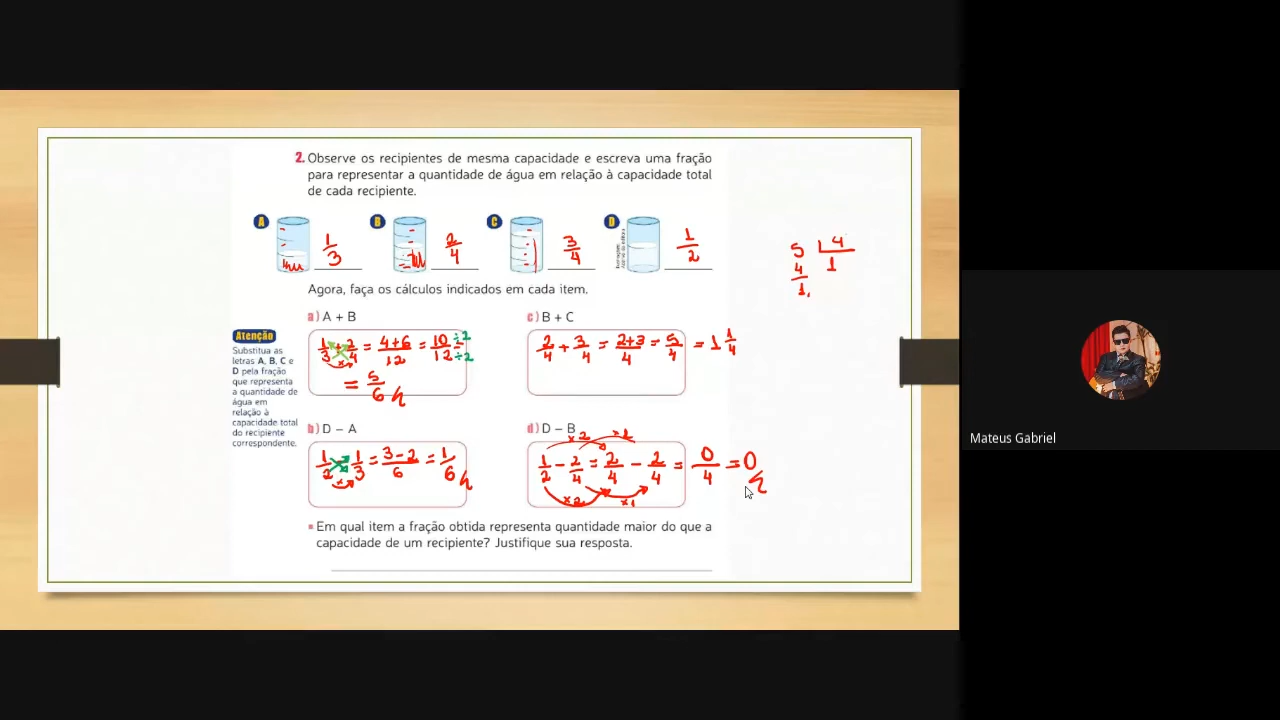 2. Observe os recipientes de mesma capacidade e escreva uma fração
para representar a quantidade de água em relação à capacidade total
de cada recipiente.
A 1/3 B 2/4 C 3/4 D 1/2
5 4
4 1
1
Agora, faça os cálculos indicados em cada item.
a) A + B
1/3 + 2/4 = 4+6/12 = 10/12 ÷2/÷2 =
= 5/6
c) B + C
2/4 + 3/4 = 2+3/4 = 5/4 = 1 1/4
Atenção
Substitua as
letras A, B, C e
D pela fração
que representa
a quantidade de
água em
relação à
capacidade total
do recipiente
correspondente.
b) D – A
1/2 - 1/3 = 3-2/6 = 1/6
d) D – B
×2
1/2 - 2/4 = 2/4 - 2/4 = 0/4 = 0
×2 ×1
Em qual item a fração obtida representa quantidade maior do que a
capacidade de um recipiente? Justifique sua resposta.
Mateus Gabriel